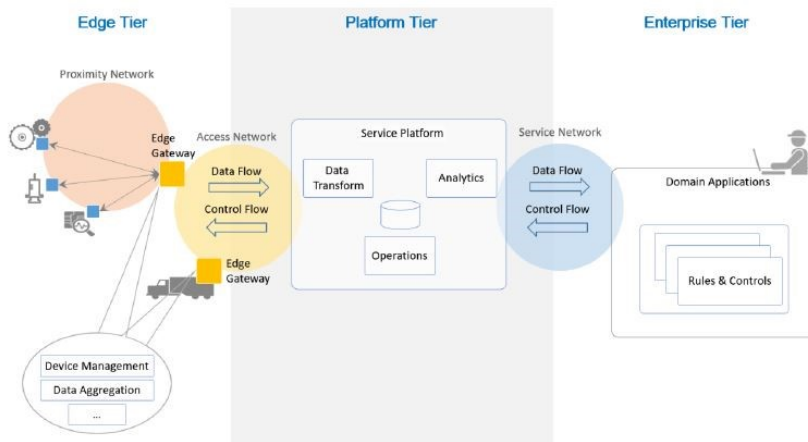 Edge Tier
Platform Tier
Enterprise Tier
Proximity Network
Edge
Gateway
Access Network
Data Flow
Control Flow
Edge
Gateway
Service Platform
Data
Transform
Analytics
Operations
Service Network
Data Flow
Control Flow
Domain Applications
Rules & Controls
Device Management
Data Aggregation
...